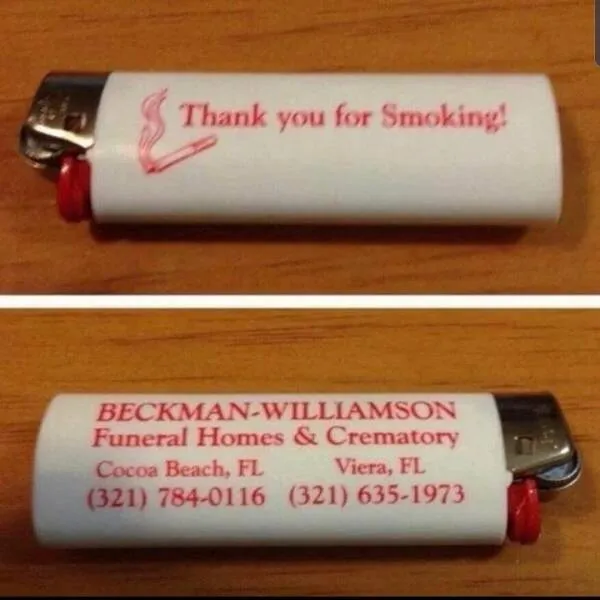 Thank you for Smoking!
BECKMAN-WILLIAMSON
Funeral Homes & Crematory
Cocoa Beach, FL Viera, FL
(321) 784-0116 (321) 635-1973